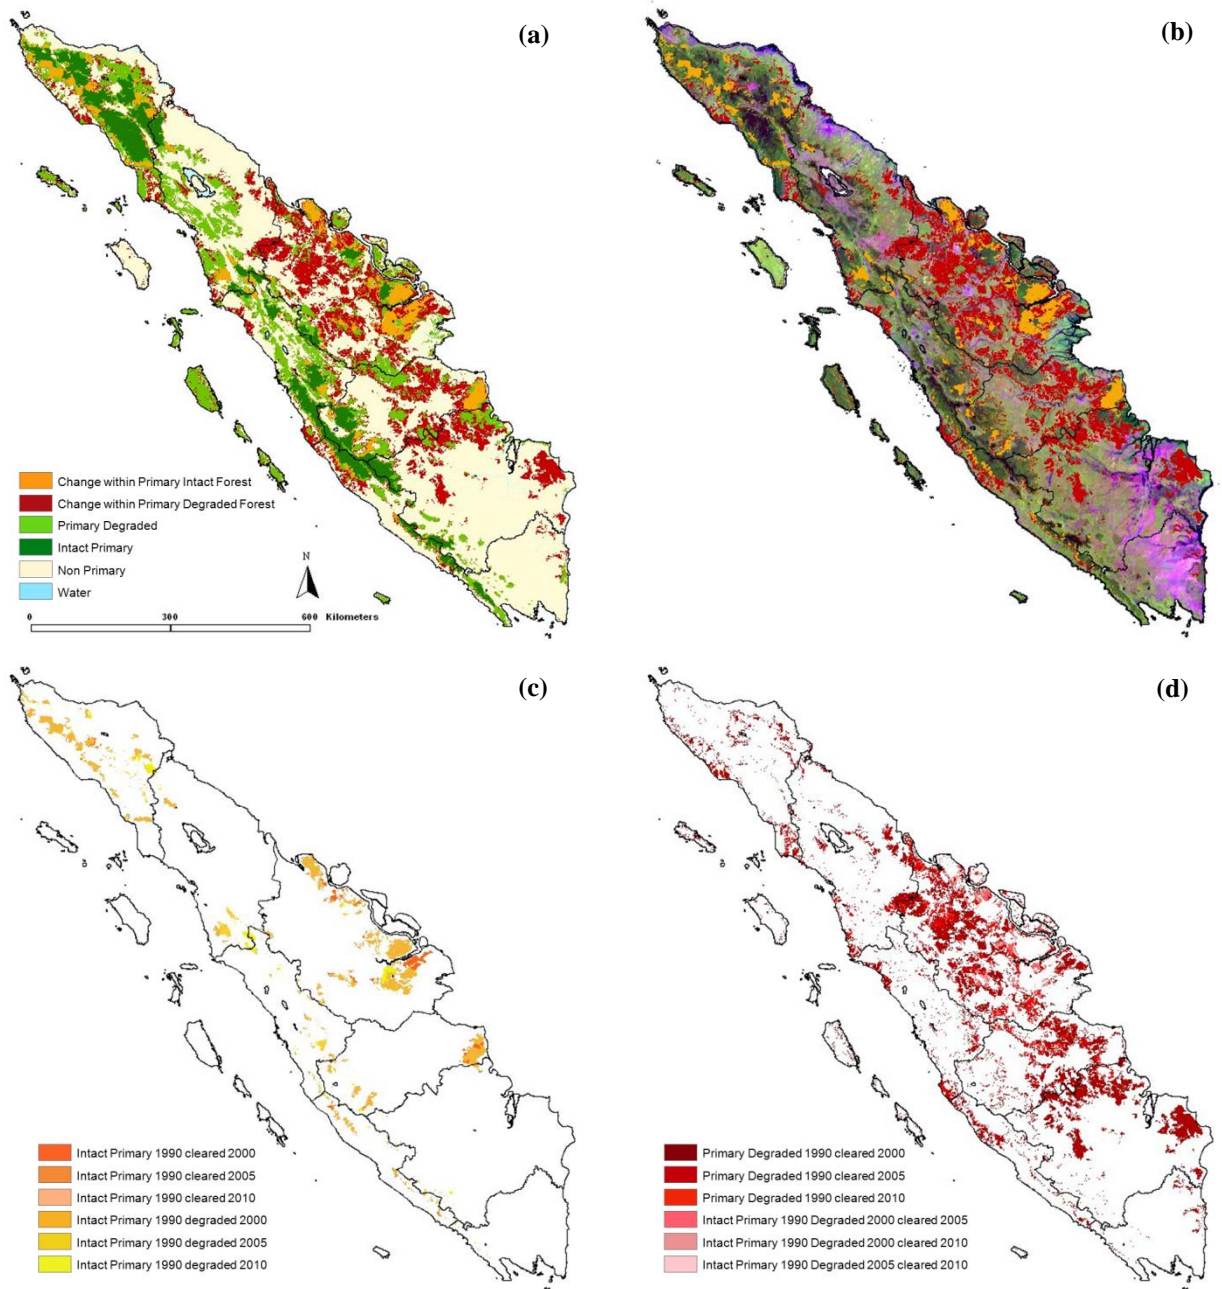 (a)
(b)
Change within Primary Intact Forest
Change within Primary Degraded Forest
Primary Degraded
Intact Primary
Non Primary
Water
N
0 300 600 Kilometers
(c)
(d)
Intact Primary 1990 cleared 2000
Intact Primary 1990 cleared 2005
Intact Primary 1990 cleared 2010
Intact Primary 1990 degraded 2000
Intact Primary 1990 degraded 2005
Intact Primary 1990 degraded 2010
Primary Degraded 1990 cleared 2000
Primary Degraded 1990 cleared 2005
Primary Degraded 1990 cleared 2010
Intact Primary 1990 Degraded 2000 cleared 2005
Intact Primary 1990 Degraded 2000 cleared 2010
Intact Primary 1990 Degraded 2005 cleared 2010